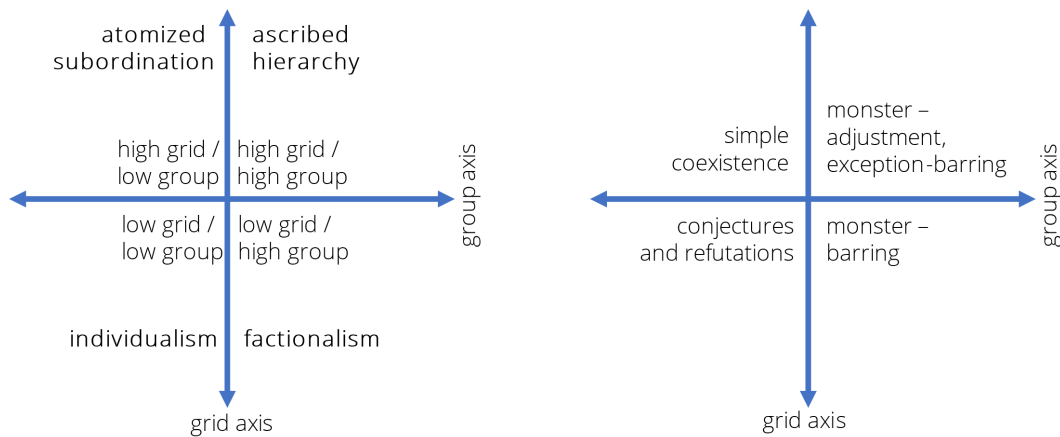 atomized
subordination
ascribed
hierarchy
high grid /
low group
high grid /
high group
low grid /
low group
low grid /
high group
group axis
individualism
factionalism
grid axis
simple
coexistence
monster –
adjustment,
exception-barring
conjectures
and refutations
monster –
barring
group axis
grid axis